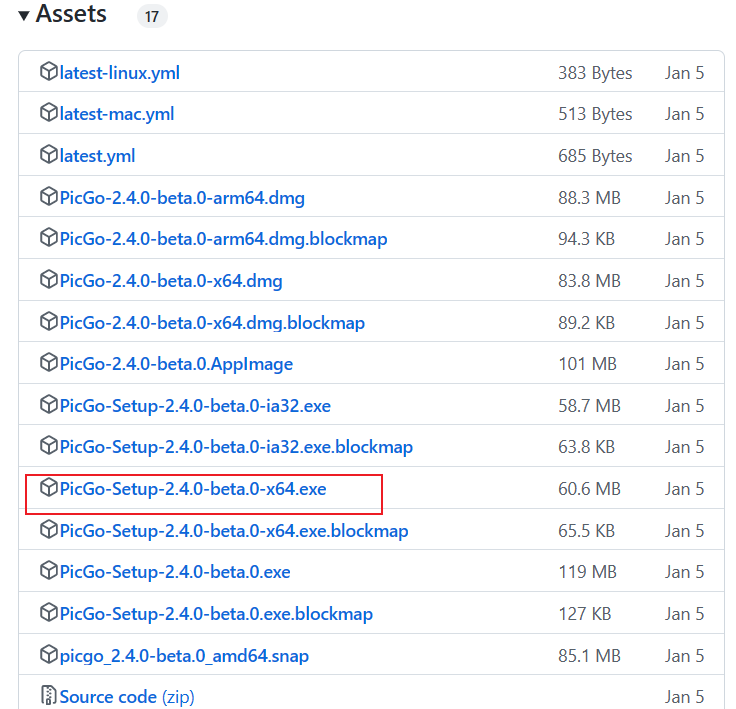 Assets 17
latest-linux.yml 383 Bytes Jan 5
latest-mac.yml 513 Bytes Jan 5
latest.yml 685 Bytes Jan 5
PicGo-2.4.0-beta.0-arm64.dmg 88.3 MB Jan 5
PicGo-2.4.0-beta.0-arm64.dmg.blockmap 94.3 KB Jan 5
PicGo-2.4.0-beta.0-x64.dmg 83.8 MB Jan 5
PicGo-2.4.0-beta.0-x64.dmg.blockmap 89.2 KB Jan 5
PicGo-2.4.0-beta.0.AppImage 101 MB Jan 5
PicGo-Setup-2.4.0-beta.0-ia32.exe 58.7 MB Jan 5
PicGo-Setup-2.4.0-beta.0-ia32.exe.blockmap 63.8 KB Jan 5
PicGo-Setup-2.4.0-beta.0-x64.exe 60.6 MB Jan 5
PicGo-Setup-2.4.0-beta.0-x64.exe.blockmap 65.5 KB Jan 5
PicGo-Setup-2.4.0-beta.0.exe 119 MB Jan 5
PicGo-Setup-2.4.0-beta.0.exe.blockmap 127 KB Jan 5
picgo_2.4.0-beta.0_amd64.snap 85.1 MB Jan 5
Source code (zip) Jan 5